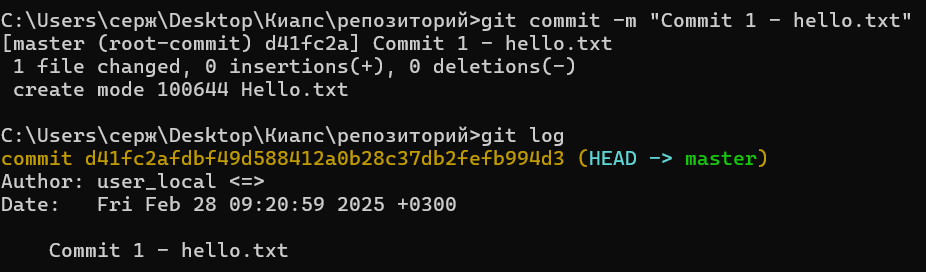 C:\Users\серж\Desktop\Киапс\репозиторий>git commit -m "Commit 1 - hello.txt"
[master (root-commit) d41fc2a] Commit 1 - hello.txt
 1 file changed, 0 insertions(+), 0 deletions(-)
 create mode 100644 Hello.txt
C:\Users\серж\Desktop\Киапс\репозиторий>git log
commit d41fc2afdbf49d588412a0b28c37db2fefb994d3 (HEAD -> master)
Author: user_local <=>
Date:   Fri Feb 28 09:20:59 2025 +0300
    Commit 1 - hello.txt